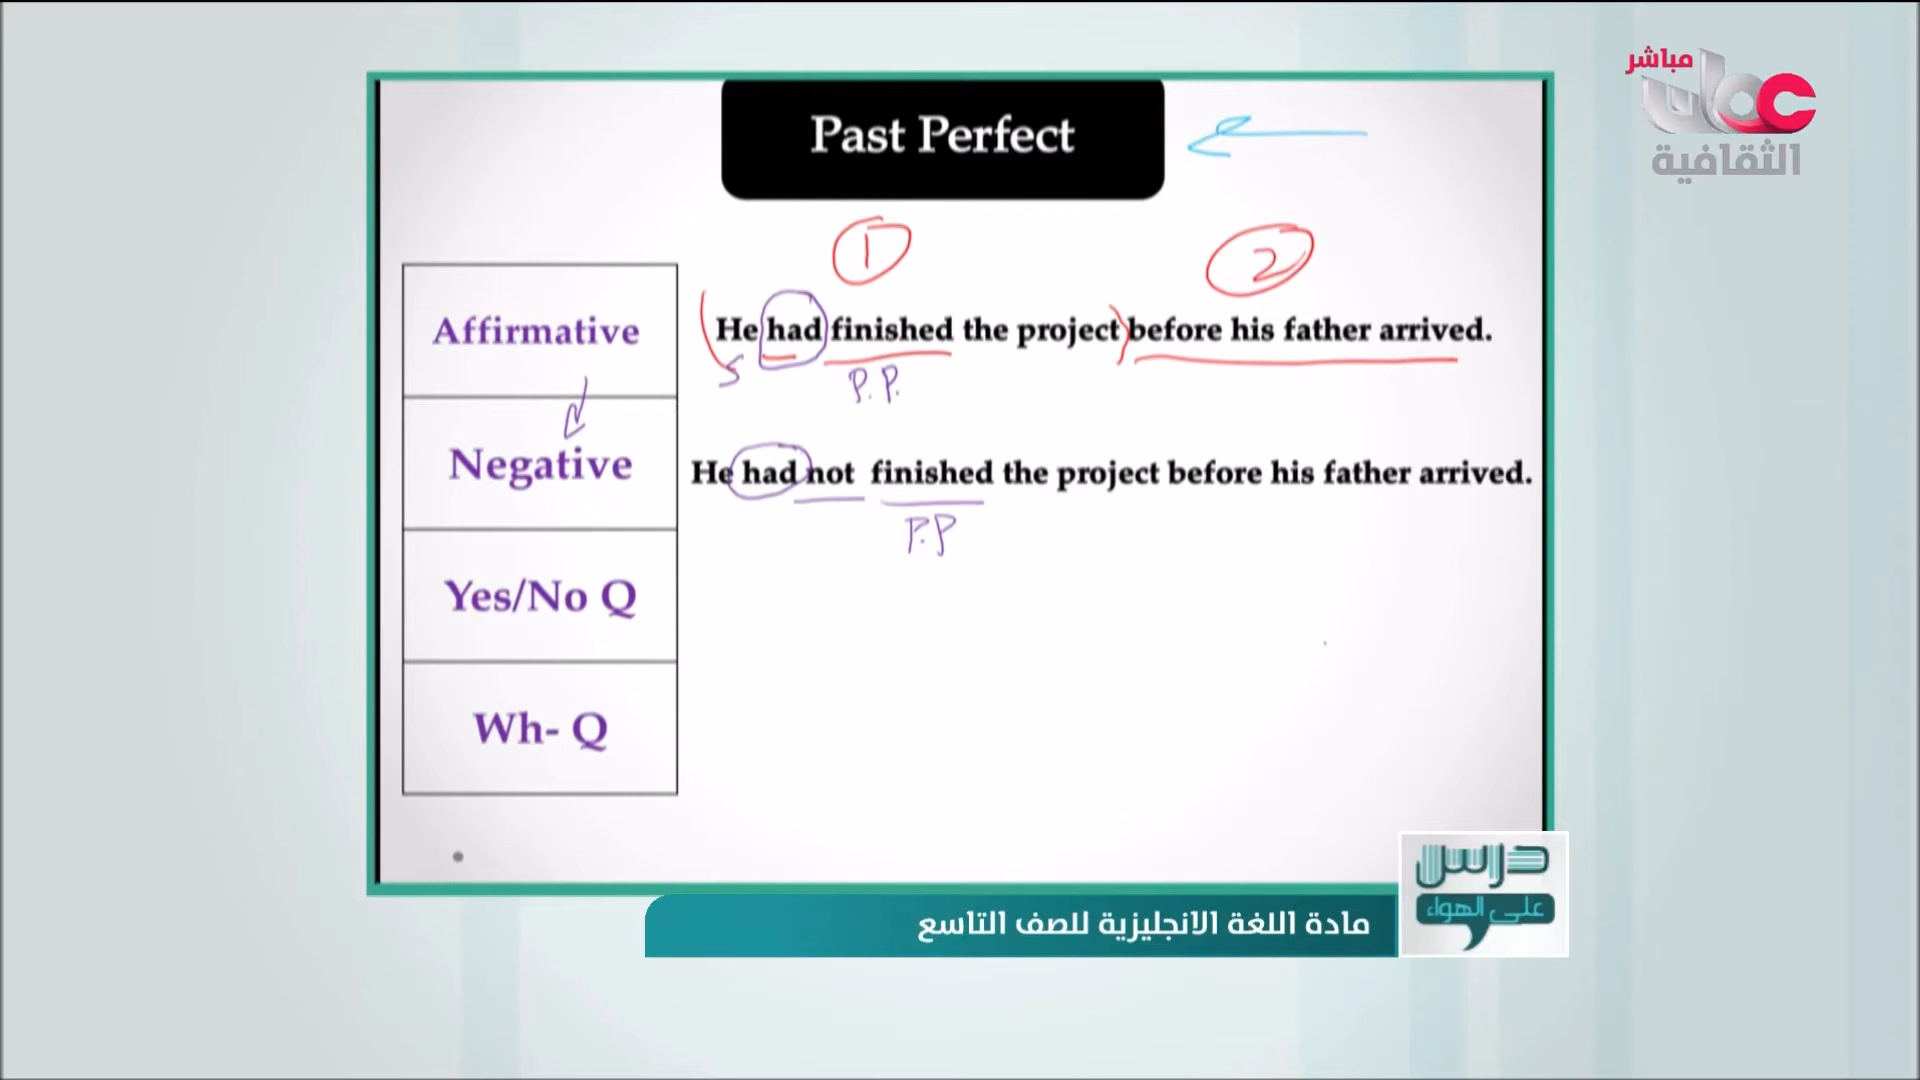 مباشر
عمان
الثقافية
Past Perfect
1
2
Affirmative
He had finished the project before his father arrived.
S
P.P.
Negative
He had not finished the project before his father arrived.
P.P
Yes/No Q
Wh- Q
درس
على الهواء
مادة اللغة الانجليزية للصف التاسع